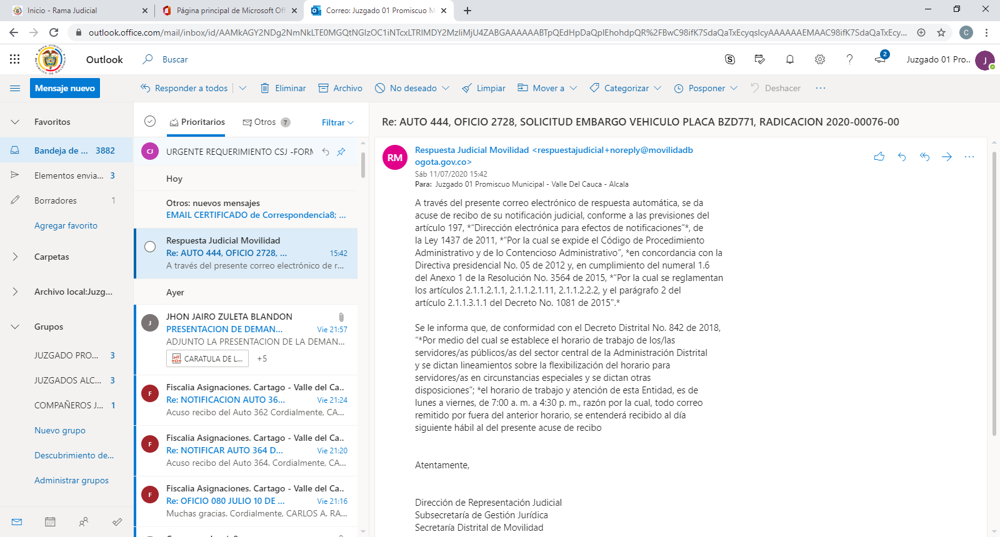 Inicio - Rama Judicial
Página principal de Microsoft Off
Correo: Juzgado 01 Promiscuo M
outlook.office.com/mail/inbox/id/AAMkAGY2NDg2NmNkLTE0MGQtNGIzOC1iNTcxLTRlMDY2MzliMjU4ZABGAAAAAABTpQEdHpDaQplEhohdpQR%2FBwC98ifK7SdaQaTxEcyqslcyAAAAAAEMAAC98ifK7SdaQaTxEcy...
C
RAMA JUDICIAL
REPUBLICA DE COLOMBIA
Outlook
Buscar
2
Juzgado 01 Pro...
J
Mensaje nuevo
Responder a todos
Eliminar
Archivo
No deseado
Limpiar
Mover a
Categorizar
Posponer
Deshacer
Favoritos
Bandeja de ... 3882
Elementos envia... 3
Borradores 1
Agregar favorito
Carpetas
Archivo local:Juzg...
Grupos
JUZGADO PRO... 3
JUZGADOS ALC... 3
COMPAÑEROS J... 1
Nuevo grupo
Descubrimiento de...
Administrar grupos
Prioritarios
Otros 7
Filtrar
CJ
URGENTE REQUERIMIENTO CSJ -FORM
Hoy
Otros: nuevos mensajes
EMAIL CERTIFICADO de Correspondencia8; ...
Respuesta Judicial Movilidad
Re: AUTO 444, OFICIO 2728, ... 15:42
A través del presente correo electrónico de r...
Ayer
J
JHON JAIRO ZULETA BLANDON
PRESENTACION DE DEMAN... Vie 21:57
ADJUNTO LA PRESENTACION DE LA DEMAN...
pdf
CARATULA DE L... +5
F
Fiscalia Asignaciones. Cartago - Valle del Ca..
Re: NOTIFICACION AUTO 36... Vie 21:24
Acuso recibo del Auto 362 Cordialmente, CA...
F
Fiscalia Asignaciones. Cartago - Valle del Ca..
Re: NOTIFICAR AUTO 364 D... Vie 21:20
Acuso recibo del Auto 364. Cordialmente, CA...
F
Fiscalia Asignaciones. Cartago - Valle del Ca..
Re: OFICIO 080 JULIO 10 DE ... Vie 21:16
Muchas gracias. Cordialmente, CARLOS A. RA...
Re: AUTO 444, OFICIO 2728, SOLICITUD EMBARGO VEHICULO PLACA BZD771, RADICACION 2020-00076-00
RM
Respuesta Judicial Movilidad <respuestajudicial+noreply@movilidadb
ogota.gov.co>
Sáb 11/07/2020 15:42
Para: Juzgado 01 Promiscuo Municipal - Valle Del Cauca - Alcala
A través del presente correo electrónico de respuesta automática, se da
acuse de recibo de su notificación judicial, conforme a las previsiones del
artículo 197, *“Dirección electrónica para efectos de notificaciones”*, de
la Ley 1437 de 2011, *“Por la cual se expide el Código de Procedimiento
Administrativo y de lo Contencioso Administrativo”, *en concordancia con la
Directiva presidencial No. 05 de 2012 y, en cumplimiento del numeral 1.6
del Anexo 1 de la Resolución No. 3564 de 2015, *“Por la cual se reglamentan
los artículos 2.1.1.2.1.1, 2.1.1.2.1.11, 2.1.1.2.2.2, y el parágrafo 2 del
artículo 2.1.1.3.1.1 del Decreto No. 1081 de 2015".*
Se le informa que, de conformidad con el Decreto Distrital No. 842 de 2018,
“*Por medio del cual se establece el horario de trabajo de los/las
servidores/as públicos/as del sector central de la Administración Distrital
y se dictan lineamientos sobre la flexibilización del horario para
servidores/as en circunstancias especiales y se dictan otras
disposiciones”; *el horario de trabajo y atención de esta Entidad, es de
lunes a viernes, de 7:00 a. m. a 4:30 p. m., razón por la cual, todo correo
remitido por fuera del anterior horario, se entenderá recibido al día
siguiente hábil al del presente acuse de recibo
Atentamente,
Dirección de Representación Judicial
Subsecretaría de Gestión Jurídica
Secretaría Distrital de Movilidad